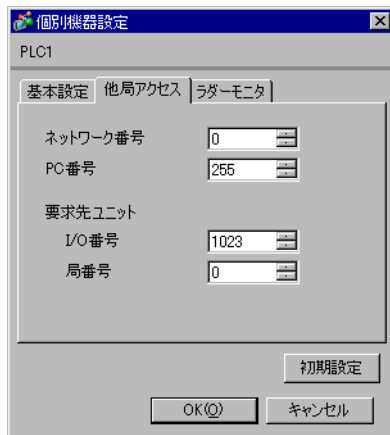 個別機器設定
PLC1
基本設定 他局アクセス ラダーモニタ
ネットワーク番号 0
PC番号 255
要求先ユニット
I/O番号 1023
局番号 0
初期設定
OK(O) キャンセル